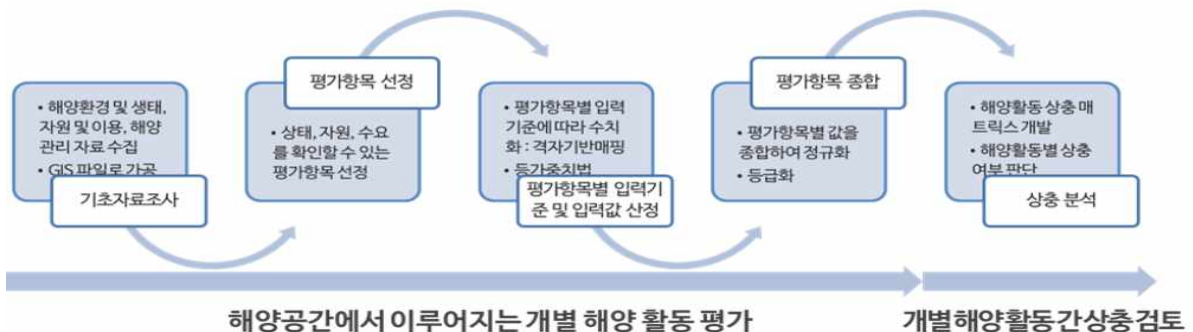 • 해양환경 및 생태,
자원 및 이용, 해양
관리 자료 수집
• GIS 파일로 가공
기초자료조사
평가항목 선정
• 상태, 자원, 수요
를 확인할 수 있는
평가항목 선정
• 평가항목별 입력
기준에 따라 수치
화 : 격자기반매핑
• 등가중치법
평가항목별 입력기
준 및 입력값 산정
평가항목 종합
• 평가항목별 값을
종합하여 정규화
• 등급화
• 해양활동 상충 매
트릭스 개발
• 해양활동별 상충
여부 판단
상충 분석
해양공간에서 이루어지는 개별 해양 활동 평가
개별 해양 활동 간 상충 검토